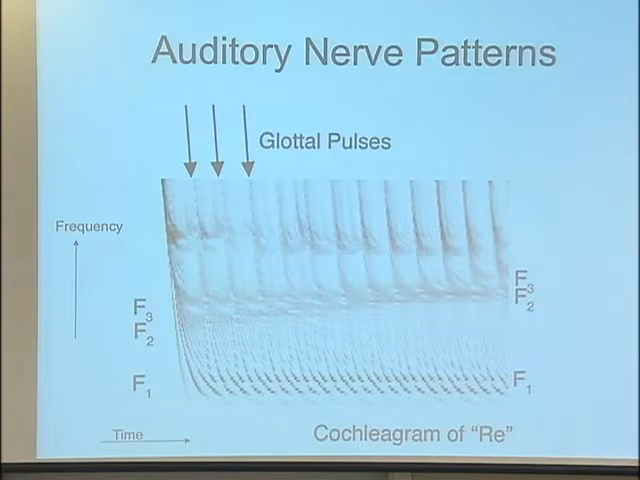 Auditory Nerve Patterns
Glottal Pulses
Frequency
F3
F2
F1
F3
F2
F1
Time
Cochleagram of “Re”